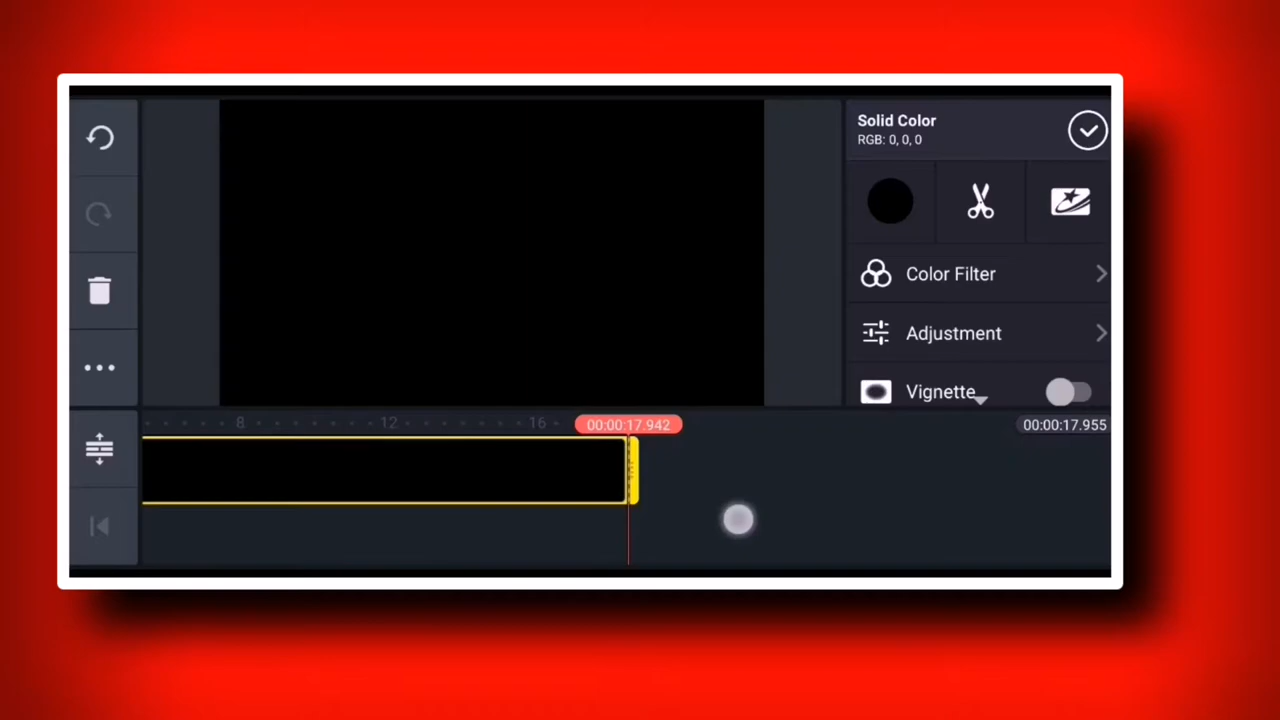 Solid Color
RGB: 0, 0, 0
Color Filter
Adjustment
Vignette
8 12 16 00:00:17.942 00:00:17.955